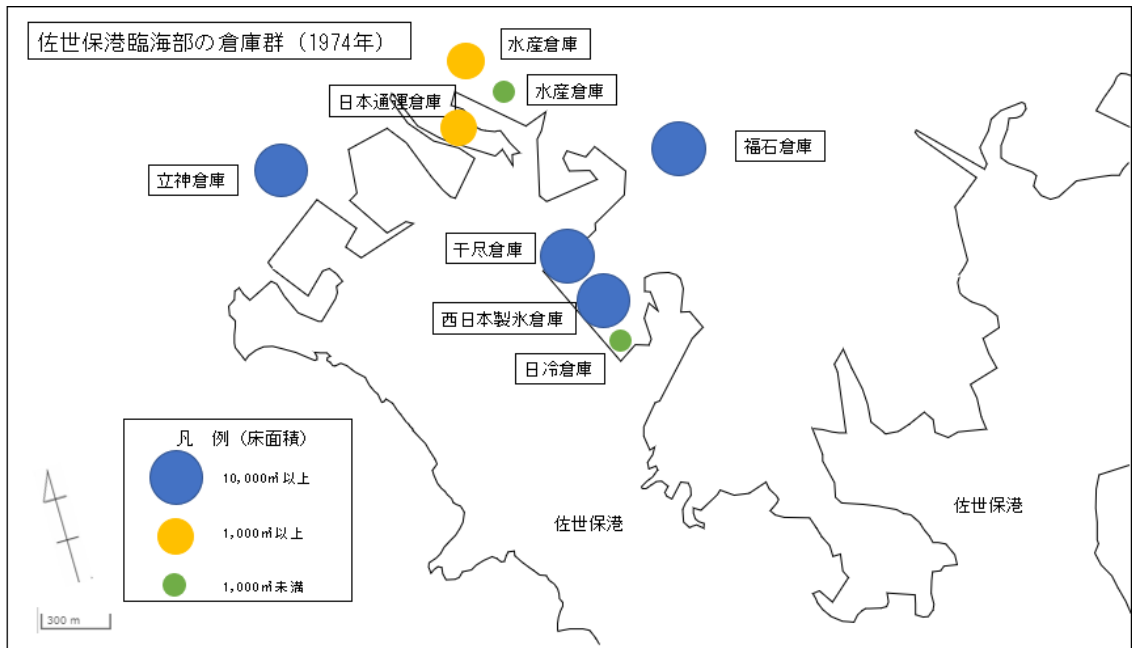 佐世保港臨海部の倉庫群（1974年）
水産倉庫
水産倉庫
日本通運倉庫
福石倉庫
立神倉庫
干尽倉庫
西日本製氷倉庫
日冷倉庫
凡　例（床面積）
10,000㎡以上
1,000㎡以上
1,000㎡未満
佐世保港
佐世保港
300 m